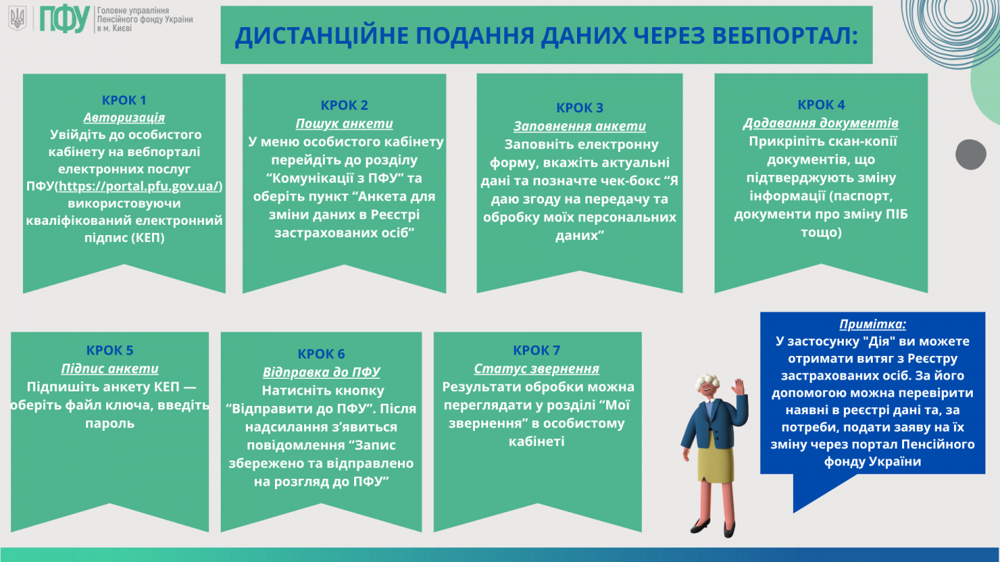 ПФУ
Головне управління
Пенсійного фонду України
в м. Києві
ДИСТАНЦІЙНЕ ПОДАННЯ ДАНИХ ЧЕРЕЗ ВЕБПОРТАЛ:
КРОК 1
Авторизація
Увійдіть до особистого
кабінету на вебпорталі
електронних послуг
ПФУ(https://portal.pfu.gov.ua/)
використовуючи
кваліфікований електронний
підпис (КЕП)
КРОК 2
Пошук анкети
У меню особистого кабінету
перейдіть до розділу
“Комунікації з ПФУ” та
оберіть пункт “Анкета для
зміни даних в Реєстрі
застрахованих осіб”
КРОК 3
Заповнення анкети
Заповніть електронну
форму, вкажіть актуальні
дані та позначте чек-бокс “Я
даю згоду на передачу та
обробку моїх персональних
даних”
КРОК 4
Додавання документів
Прикріпіть скан-копії
документів, що
підтверджують зміну
інформації (паспорт,
документи про зміну ПІБ
тощо)
КРОК 5
Підпис анкети
Підпишіть анкету КЕП —
оберіть файл ключа, введіть
пароль
КРОК 6
Відправка до ПФУ
Натисніть кнопку
“Відправити до ПФУ”. Після
надсилання з’явиться
повідомлення “Запис
збережено та відправлено
на розгляд до ПФУ”
КРОК 7
Статус звернення
Результати обробки можна
переглядати у розділі “Мої
звернення” в особистому
кабінеті
Примітка:
У застосунку "Дія" ви можете
отримати витяг з Реєстру
застрахованих осіб. За його
допомогою можна перевірити
наявні в реєстрі дані та, за
потреби, подати заяву на їх
зміну через портал Пенсійного
фонду України